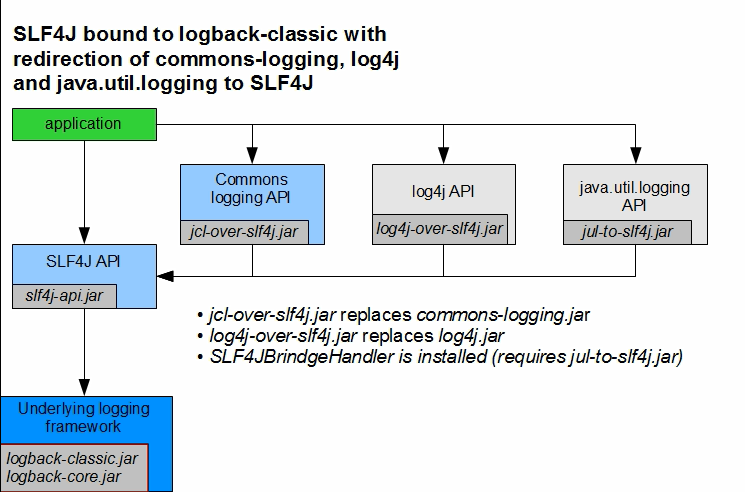 SLF4J bound to logback-classic with
redirection of commons-logging, log4j
and java.util.logging to SLF4J
application
Commons
logging API
jcl-over-slf4j.jar
log4j API
log4j-over-slf4j.jar
java.util.logging
API
jul-to-slf4j.jar
SLF4J API
slf4j-api.jar
• jcl-over-slf4j.jar replaces commons-logging.jar
• log4j-over-slf4j.jar replaces log4j.jar
• SLF4JBrindgeHandler is installed (requires jul-to-slf4j.jar)
Underlying logging
framework
logback-classic.jar
logback-core.jar